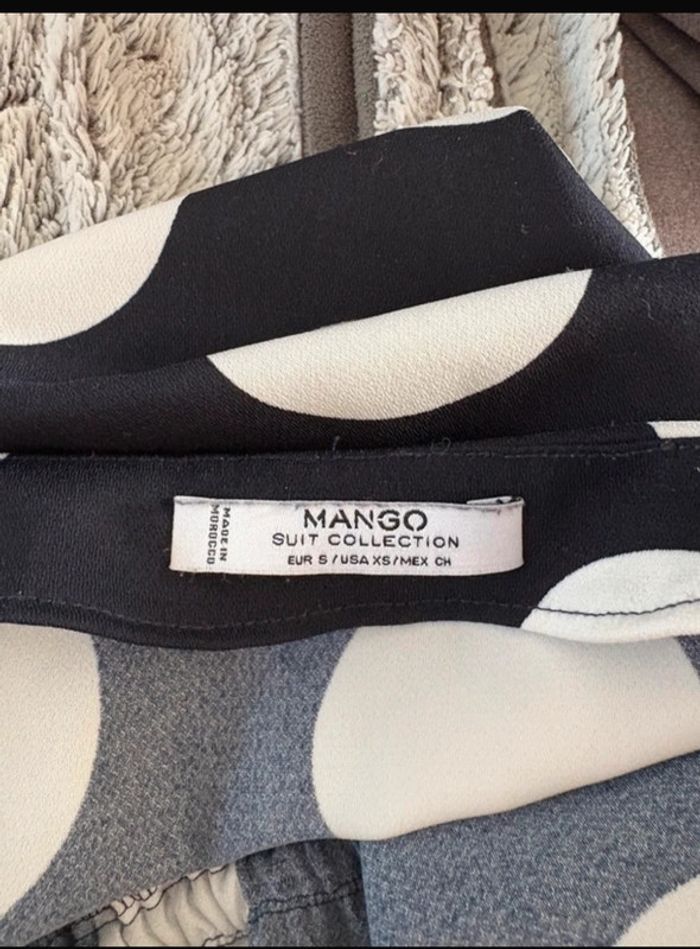 MANGO
SUIT COLLECTION
EUR S / USA XS / MEX CH
MADE IN
MOROCCO